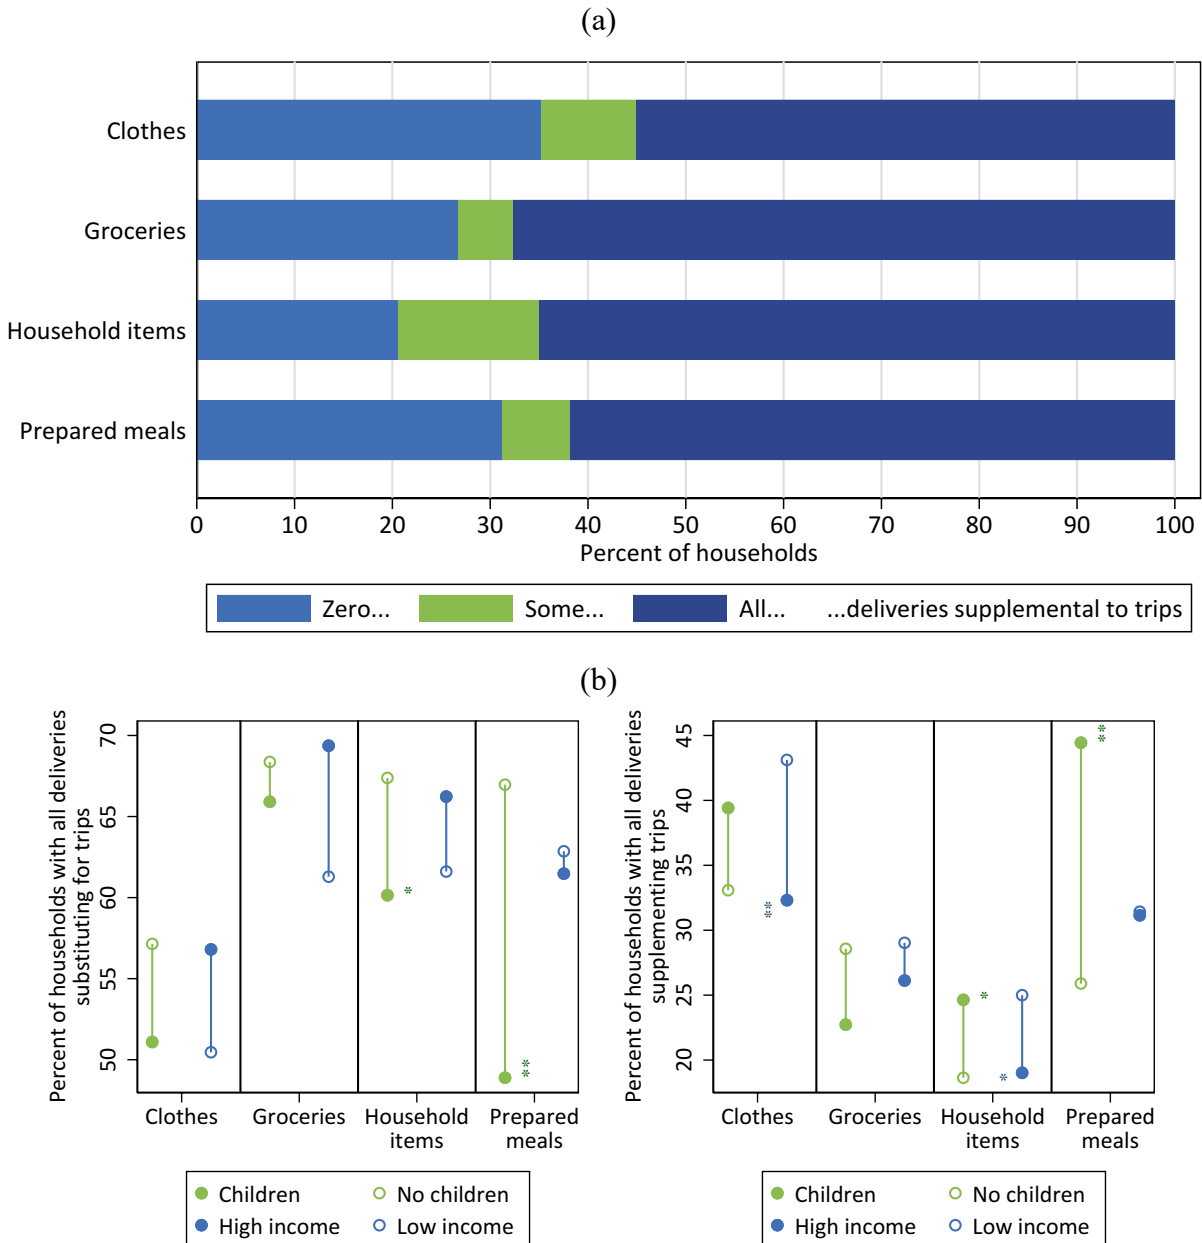 (a)
Clothes
Groceries
Household items
Prepared meals
0 10 20 30 40 50 60 70 80 90 100
Percent of households
Zero... Some... All... ...deliveries supplemental to trips
(b)
Percent of households with all deliveries
substituting for trips
70
65
60
55
50
*
**
Clothes Groceries Household Prepared
items meals
Children No children
High income Low income
Percent of households with all deliveries
supplementing trips
45
40
35
30
25
20
**
**
*
*
Clothes Groceries Household Prepared
items meals
Children No children
High income Low income